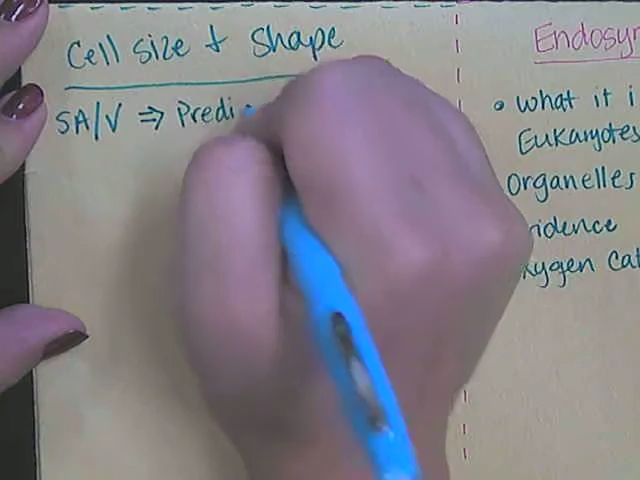 Cell size + shape
SA/V ⇒ Predi
Endosym
• what it i
Eukaryotes
Organelles
idence
xygen Cat